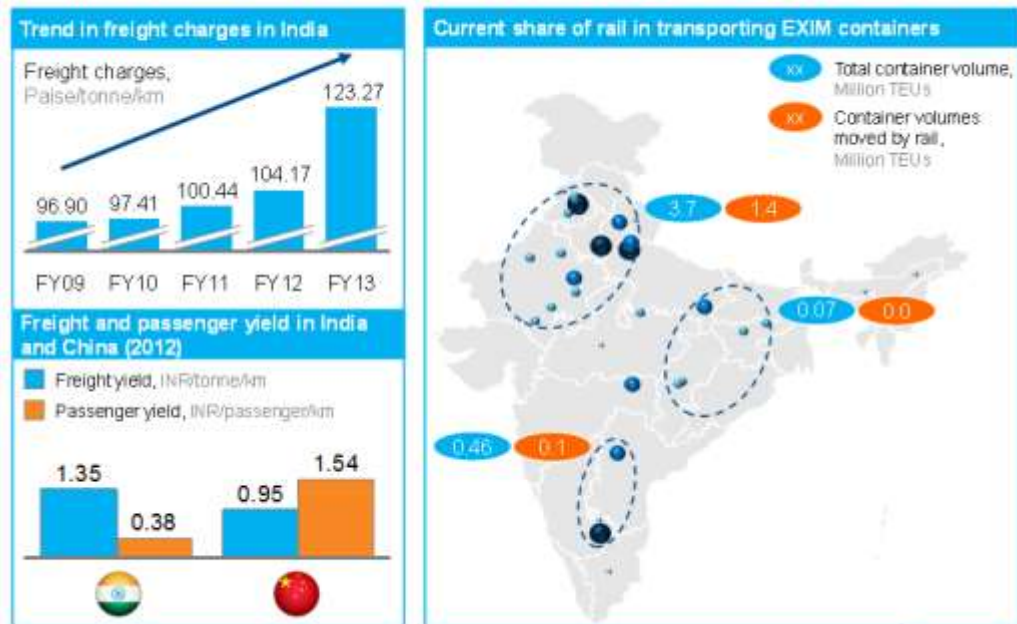 Trend in freight charges in India
Freight charges,
Paise/tonne/km
96.90
97.41
100.44
104.17
123.27
FY09 FY10 FY11 FY12 FY13
Freight and passenger yield in India
and China (2012)
Freight yield, INR/tonne/km
Passenger yield, INR/passenger/km
1.35
0.38
0.95
1.54
Current share of rail in transporting EXIM containers
xx Total container volume,
Million TEUs
xx Container volumes
moved by rail,
Million TEUs
3.7 1.4
0.07 0.0
0.46 0.1